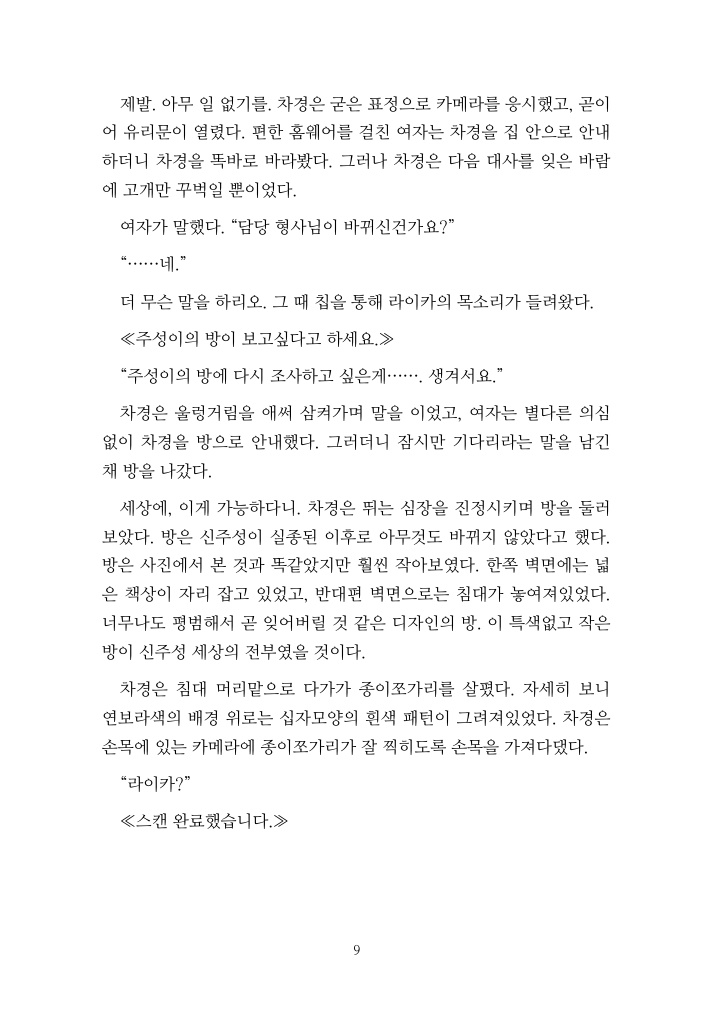 제발. 아무 일 없기를. 차경은 굳은 표정으로 카메라를 응시했고, 곧이
어 유리문이 열렸다. 편한 홈웨어를 걸친 여자는 차경을 집 안으로 안내
하더니 차경을 똑바로 바라봤다. 그러나 차경은 다음 대사를 잊은 바람
에 고개만 꾸벅일 뿐이었다.
여자가 말했다. “담당 형사님이 바뀌신건가요?”
“……네.”
더 무슨 말을 하리오. 그 때 칩을 통해 라이카의 목소리가 들려왔다.
≪주성이의 방이 보고싶다고 하세요.≫
“주성이의 방에 다시 조사하고 싶은게……. 생겨서요.”
차경은 울렁거림을 애써 삼켜가며 말을 이었고, 여자는 별다른 의심
없이 차경을 방으로 안내했다. 그러더니 잠시만 기다리라는 말을 남긴
채 방을 나갔다.
세상에, 이게 가능하다니. 차경은 뛰는 심장을 진정시키며 방을 둘러
보았다. 방은 신주성이 실종된 이후로 아무것도 바뀌지 않았다고 했다.
방은 사진에서 본 것과 똑같았지만 훨씬 작아보였다. 한쪽 벽면에는 넓
은 책상이 자리 잡고 있었고, 반대편 벽면으로는 침대가 놓여져있었다.
너무나도 평범해서 곧 잊어버릴 것 같은 디자인의 방. 이 특색없고 작은
방이 신주성 세상의 전부였을 것이다.
차경은 침대 머리맡으로 다가가 종이쪼가리를 살폈다. 자세히 보니
연보라색의 배경 위로는 십자모양의 흰색 패턴이 그려져있었다. 차경은
손목에 있는 카메라에 종이쪼가리가 잘 찍히도록 손목을 가져다댔다.
“라이카?”
≪스캔 완료했습니다.≫
9